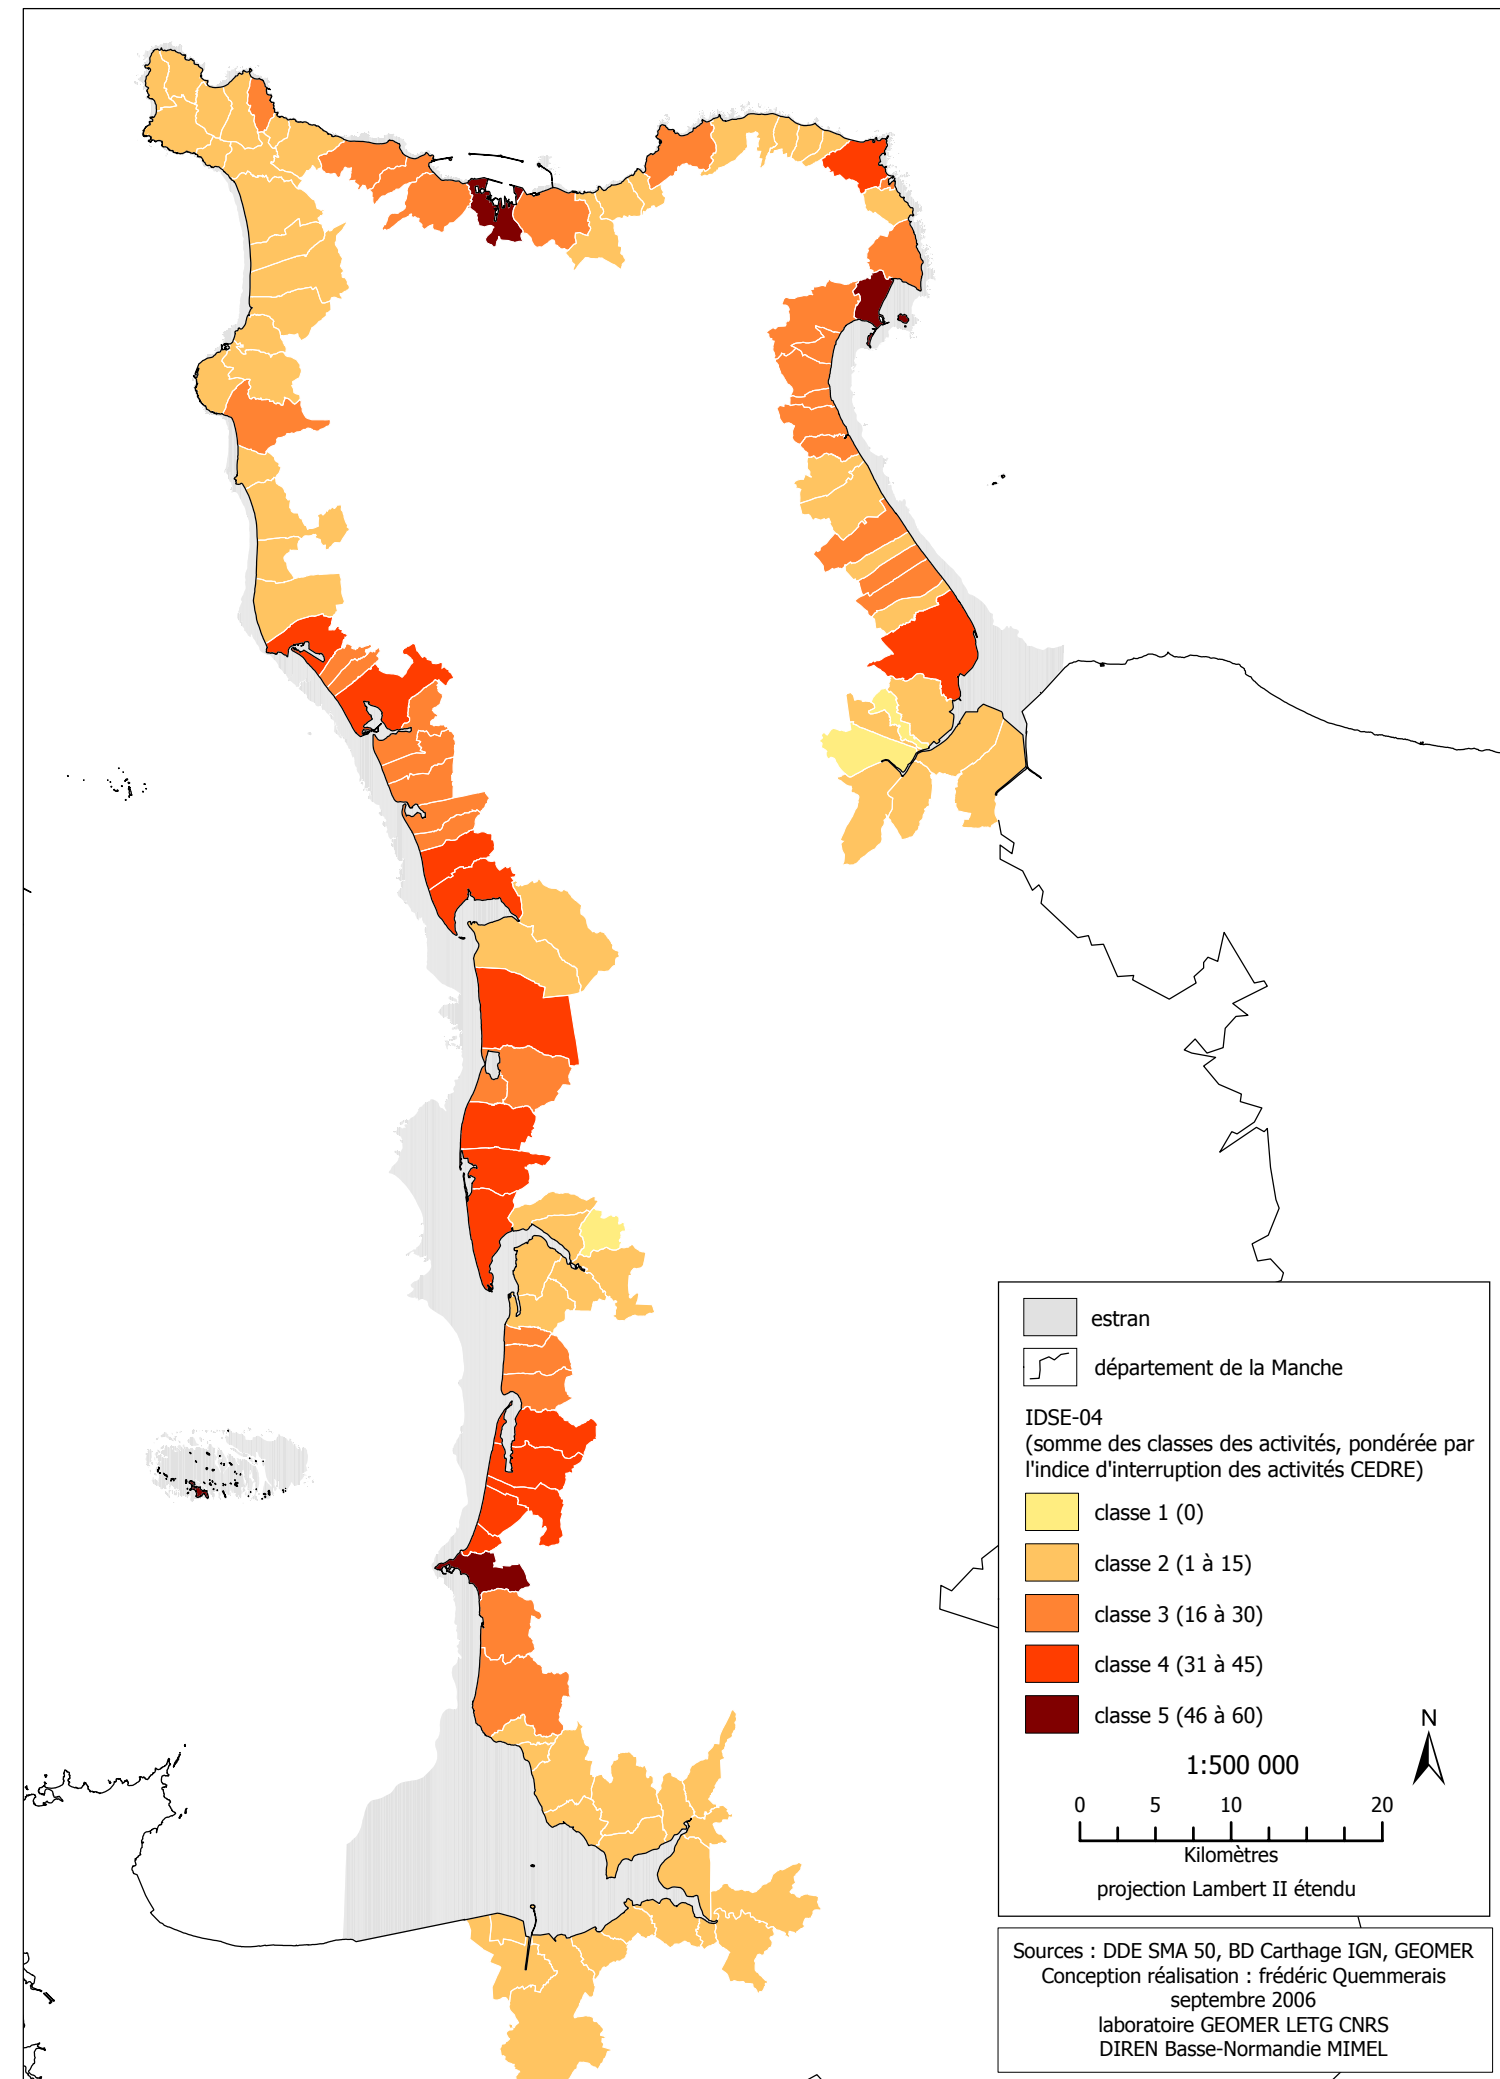 estran
département de la Manche
IDSE-04
(somme des classes des activités, pondérée par
l'indice d'interruption des activités CEDRE)
classe 1 (0)
classe 2 (1 à 15)
classe 3 (16 à 30)
classe 4 (31 à 45)
classe 5 (46 à 60)
N
1:500 000
0 5 10 20
Kilomètres
projection Lambert II étendu
Sources : DDE SMA 50, BD Carthage IGN, GEOMER
Conception réalisation : frédéric Quemmerais
septembre 2006
laboratoire GEOMER LETG CNRS
DIREN Basse-Normandie MIMEL